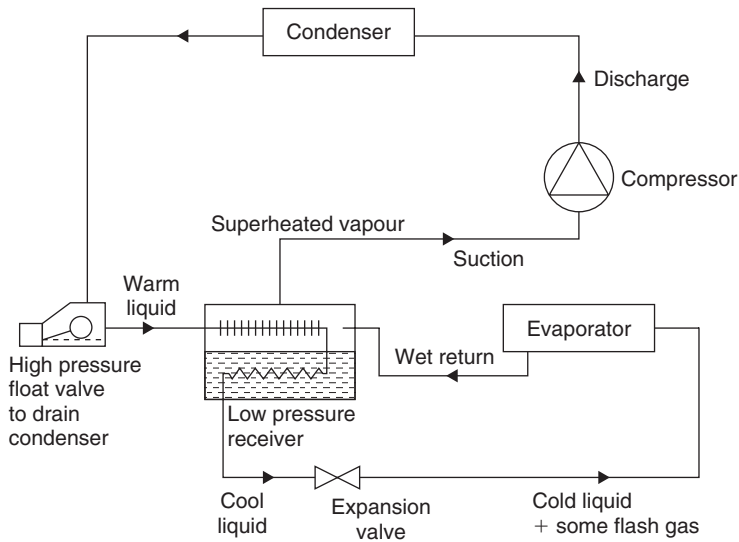 Condenser
Discharge
Compressor
Superheated vapour
Suction
Warm
liquid
Evaporator
Wet return
High pressure
float valve
to drain
condenser
Low pressure
receiver
Cool
liquid
Expansion
valve
Cold liquid
+ some flash gas